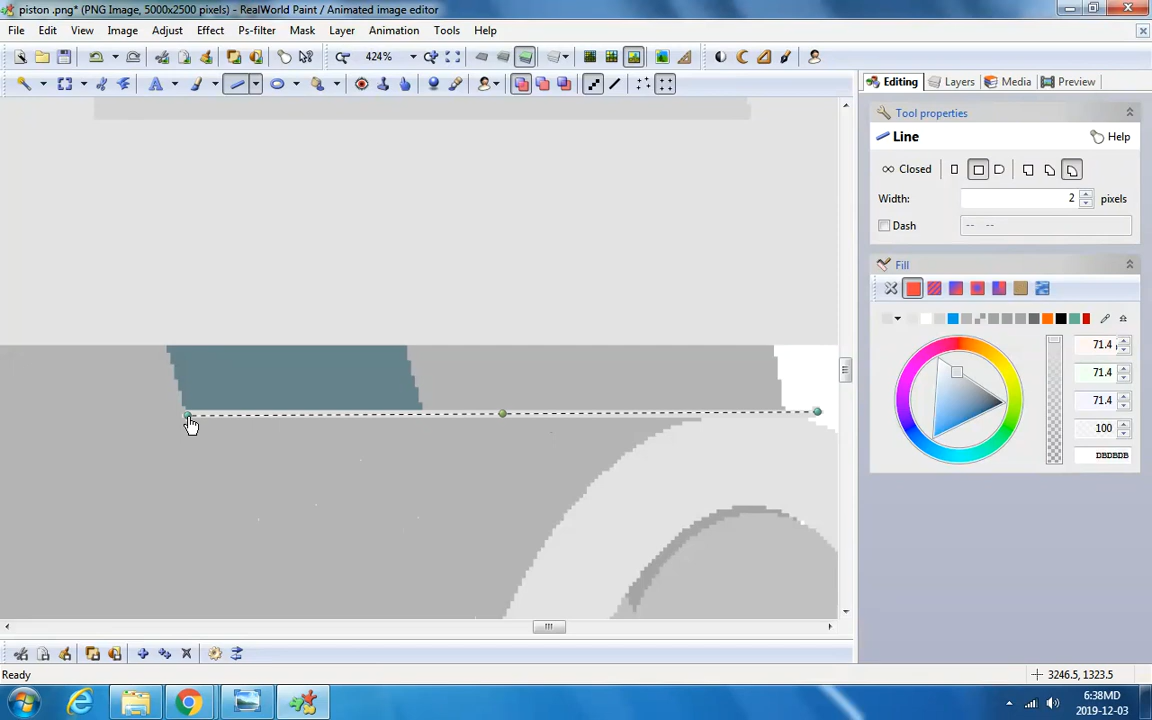 piston .png* (PNG Image, 5000x2500 pixels) - RealWorld Paint / Animated image editor
File Edit View Image Adjust Effect Ps-filter Mask Layer Animation Tools Help
424%
Editing Layers Media Preview
Tool properties
Line Help
Closed
Width: 2 pixels
Dash -- --
Fill
71.4
71.4
71.4
100
DBDBDB
Ready 3246.5, 1323.5
6:38MD
2019-12-03